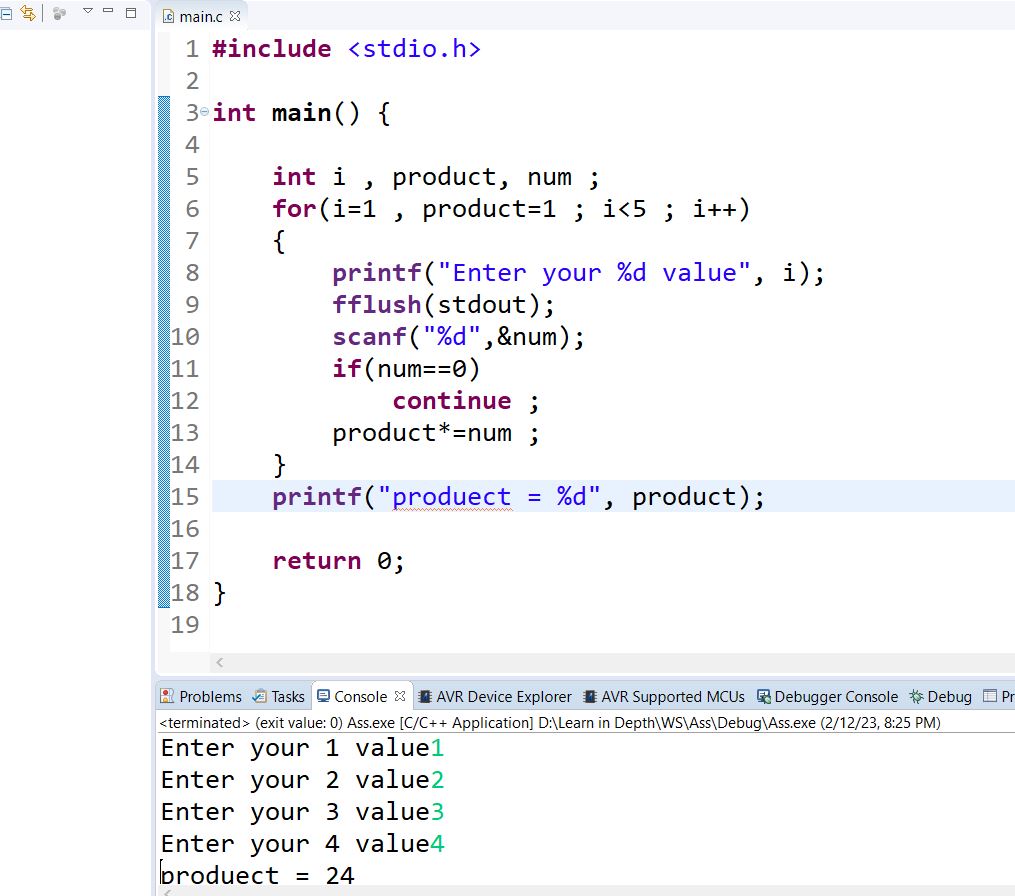 main.c
1 #include <stdio.h>
2
3 int main() {
4
5 int i , product, num ;
6 for(i=1 , product=1 ; i<5 ; i++)
7 {
8 printf("Enter your %d value", i);
9 fflush(stdout);
10 scanf("%d",&num);
11 if(num==0)
12 continue ;
13 product*=num ;
14 }
15 printf("produect = %d", product);
16
17 return 0;
18 }
19
Problems Tasks Console AVR Device Explorer AVR Supported MCUs Debugger Console Debug Pr
<terminated> (exit value: 0) Ass.exe [C/C++ Application] D:\Learn in Depth\WS\Ass\Debug\Ass.exe (2/12/23, 8:25 PM)
Enter your 1 value1
Enter your 2 value2
Enter your 3 value3
Enter your 4 value4
produect = 24